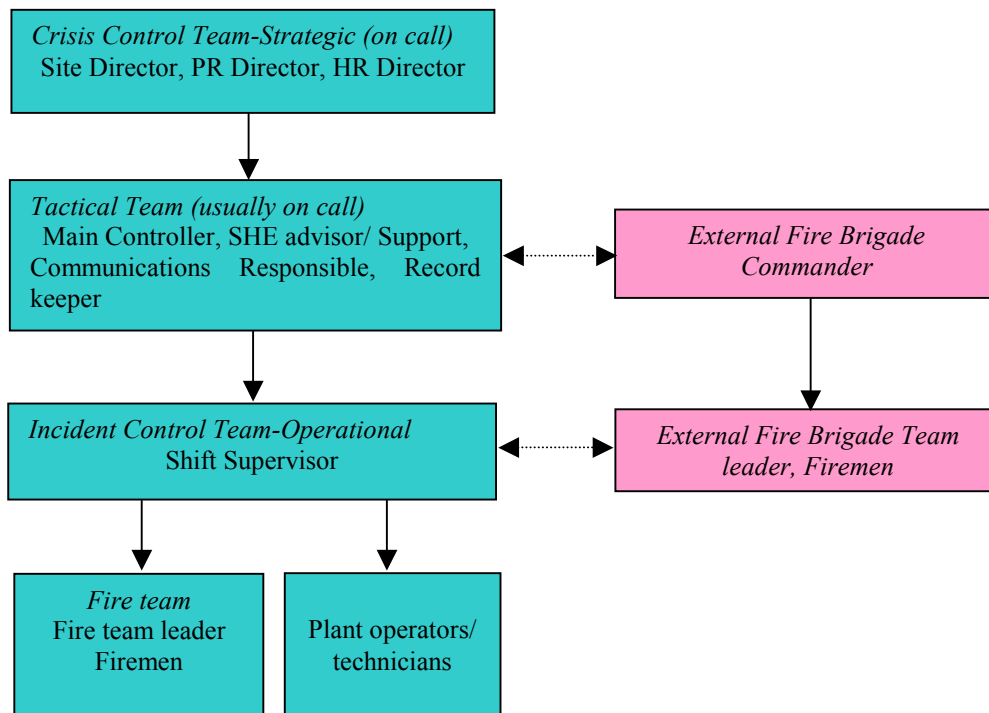 Crisis Control Team-Strategic (on call)
Site Director, PR Director, HR Director
Tactical Team (usually on call)
Main Controller, SHE advisor/ Support,
Communications Responsible, Record
keeper
External Fire Brigade
Commander
Incident Control Team-Operational
Shift Supervisor
External Fire Brigade Team
leader, Firemen
Fire team
Fire team leader
Firemen
Plant operators/
technicians